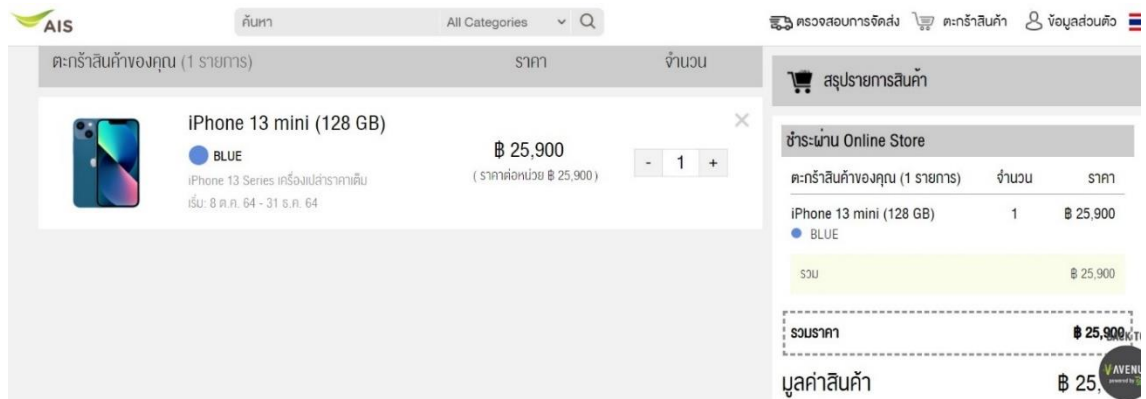 AIS
ค้นหา
All Categories
ตรวจสอบการจัดส่ง
ตะกร้าสินค้า
ข้อมูลส่วนตัว
ตะกร้าสินค้าของคุณ (1 รายการ)
ราคา
จำนวน
iPhone 13 mini (128 GB)
BLUE
iPhone 13 Series เครื่องเปล่าราคาเต็ม
เริ่ม: 8 ต.ค. 64 - 31 ธ.ค. 64
฿ 25,900
( ราคาต่อหน่วย ฿ 25,900 )
- 1 +
สรุปรายการสินค้า
ชำระผ่าน Online Store
ตะกร้าสินค้าของคุณ (1 รายการ) จำนวน ราคา
iPhone 13 mini (128 GB) 1 ฿ 25,900
BLUE
รวม ฿ 25,900
รวมราคา ฿ 25,900
BACK TO
มูลค่าสินค้า ฿ 25,
V AVENU
powered by